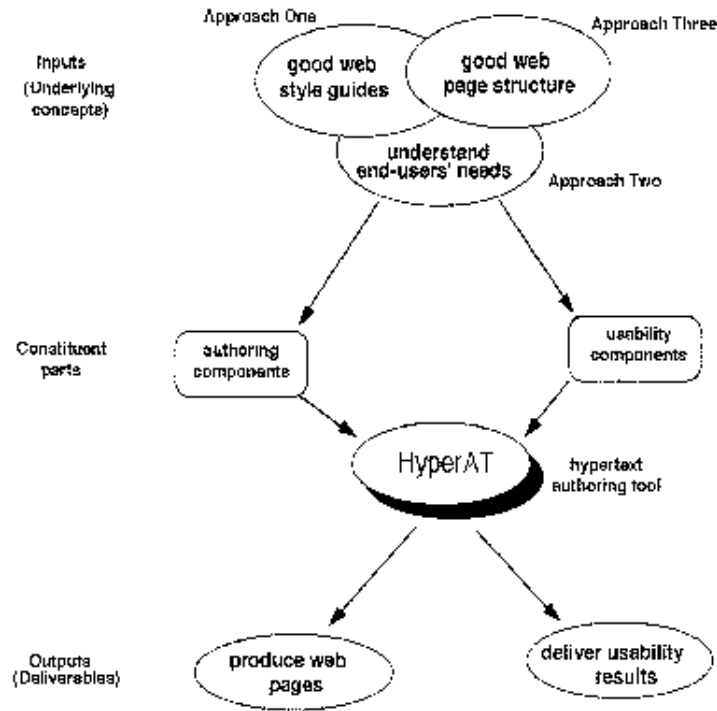 Approach One
Approach Three
Inputs
(Underlying
concepts)
good web
style guides
good web
page structure
understand
end-users' needs
Approach Two
Constituent
parts
authoring
components
usability
components
HyperAT
hypertext
authoring tool
Outputs
(Deliverables)
produce web
pages
deliver usability
results